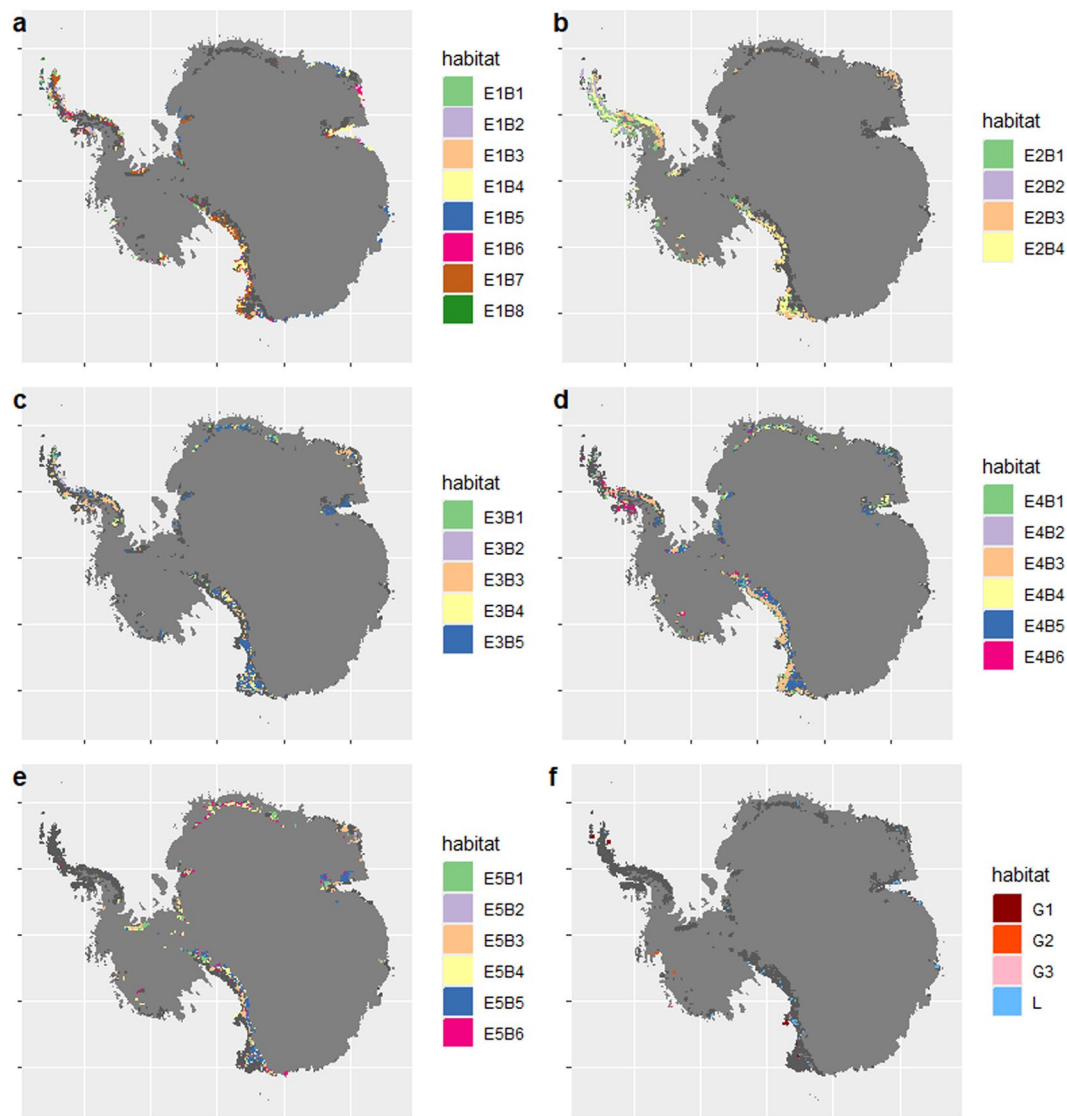 a
habitat
E1B1
E1B2
E1B3
E1B4
E1B5
E1B6
E1B7
E1B8
b
habitat
E2B1
E2B2
E2B3
E2B4
c
habitat
E3B1
E3B2
E3B3
E3B4
E3B5
d
habitat
E4B1
E4B2
E4B3
E4B4
E4B5
E4B6
e
habitat
E5B1
E5B2
E5B3
E5B4
E5B5
E5B6
f
habitat
G1
G2
G3
L